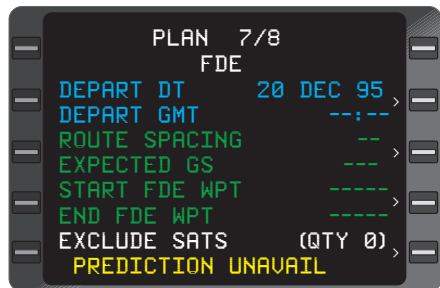 PLAN 7/8
FDE
DEPART DT 20 DEC 95 >
DEPART GMT --:--
ROUTE SPACING -- >
EXPECTED GS ---
START FDE WPT ----- >
END FDE WPT -----
EXCLUDE SATS (QTY 0) >
PREDICTION UNAVAIL